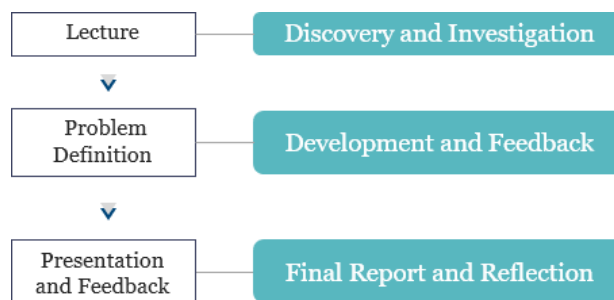 Lecture
Discovery and Investigation
Problem
Definition
Development and Feedback
Presentation
and Feedback
Final Report and Reflection